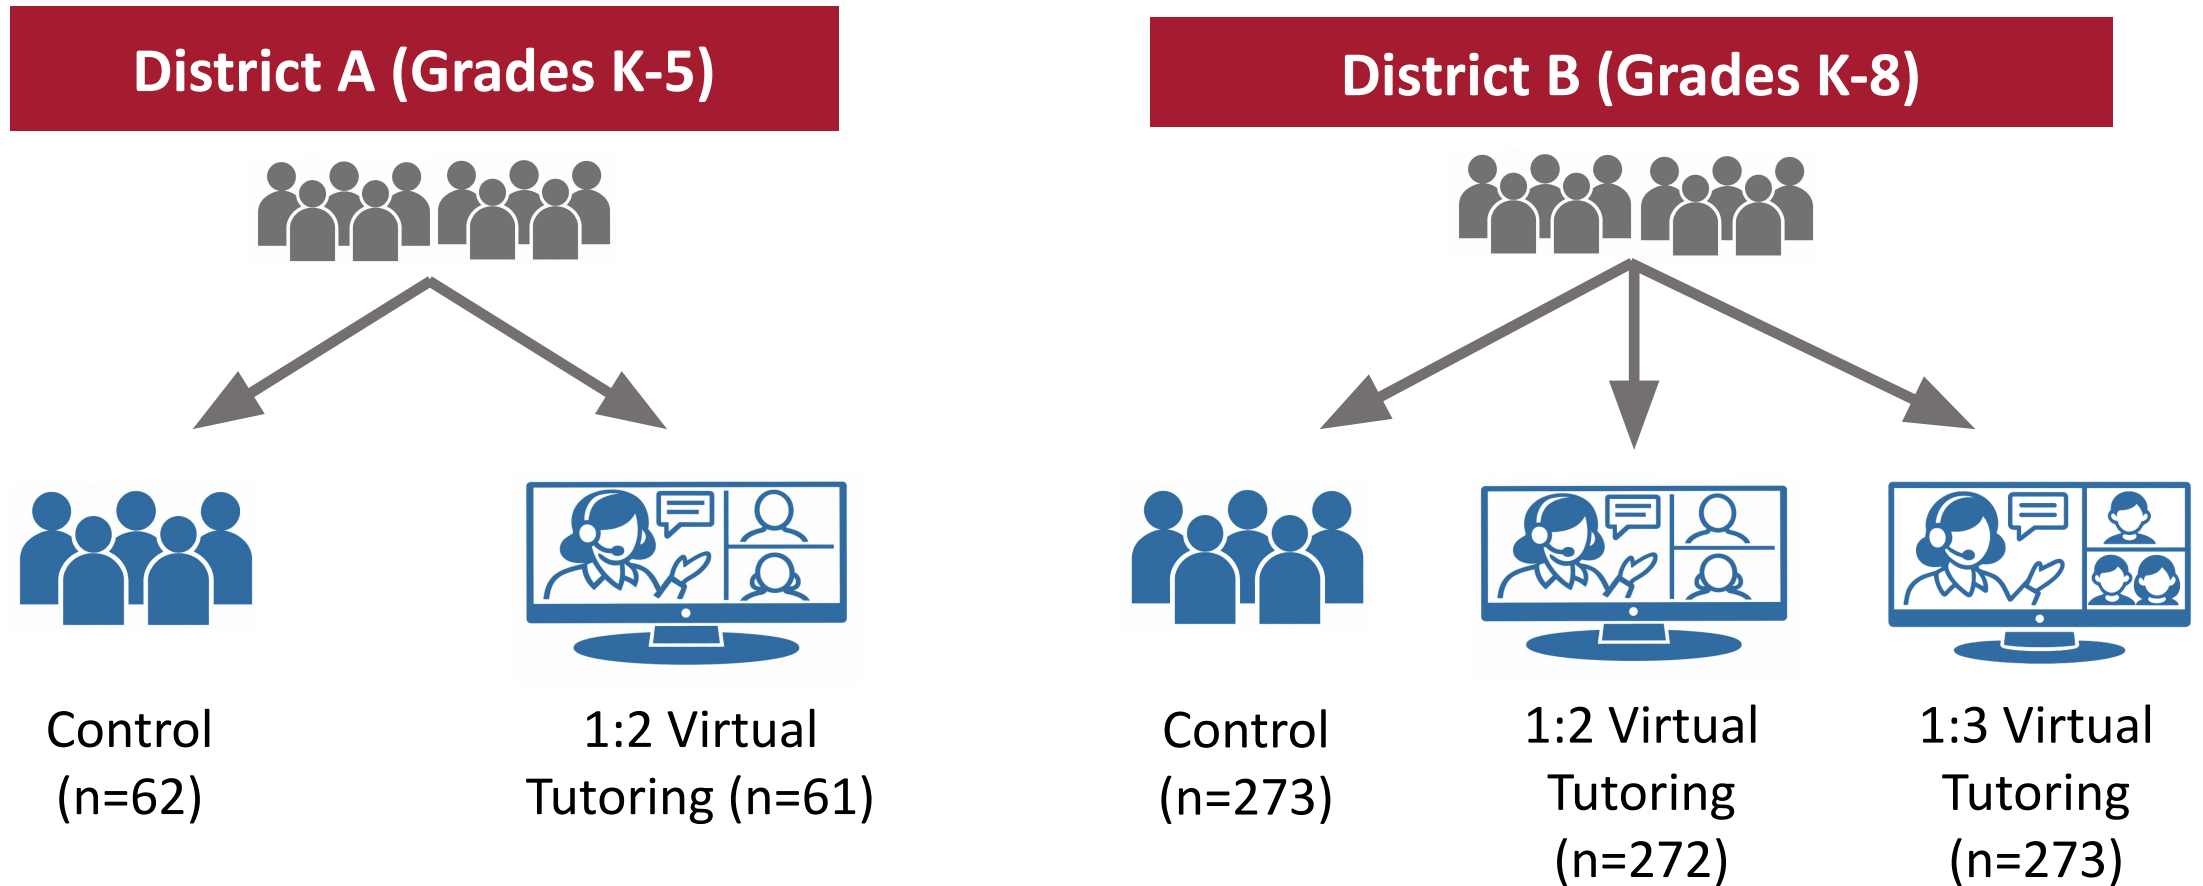 District A (Grades K-5)
District B (Grades K-8)
Control
(n=62)
1:2 Virtual
Tutoring (n=61)
Control
(n=273)
1:2 Virtual
Tutoring
(n=272)
1:3 Virtual
Tutoring
(n=273)